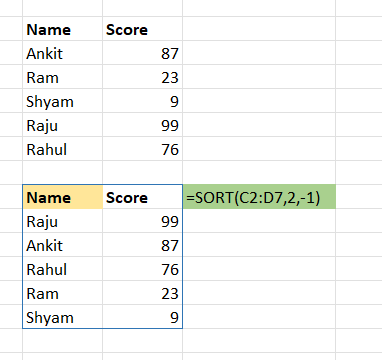 Name Score
Ankit 87
Ram 23
Shyam 9
Raju 99
Rahul 76
Name Score =SORT(C2:D7,2,-1)
Raju 99
Ankit 87
Rahul 76
Ram 23
Shyam 9